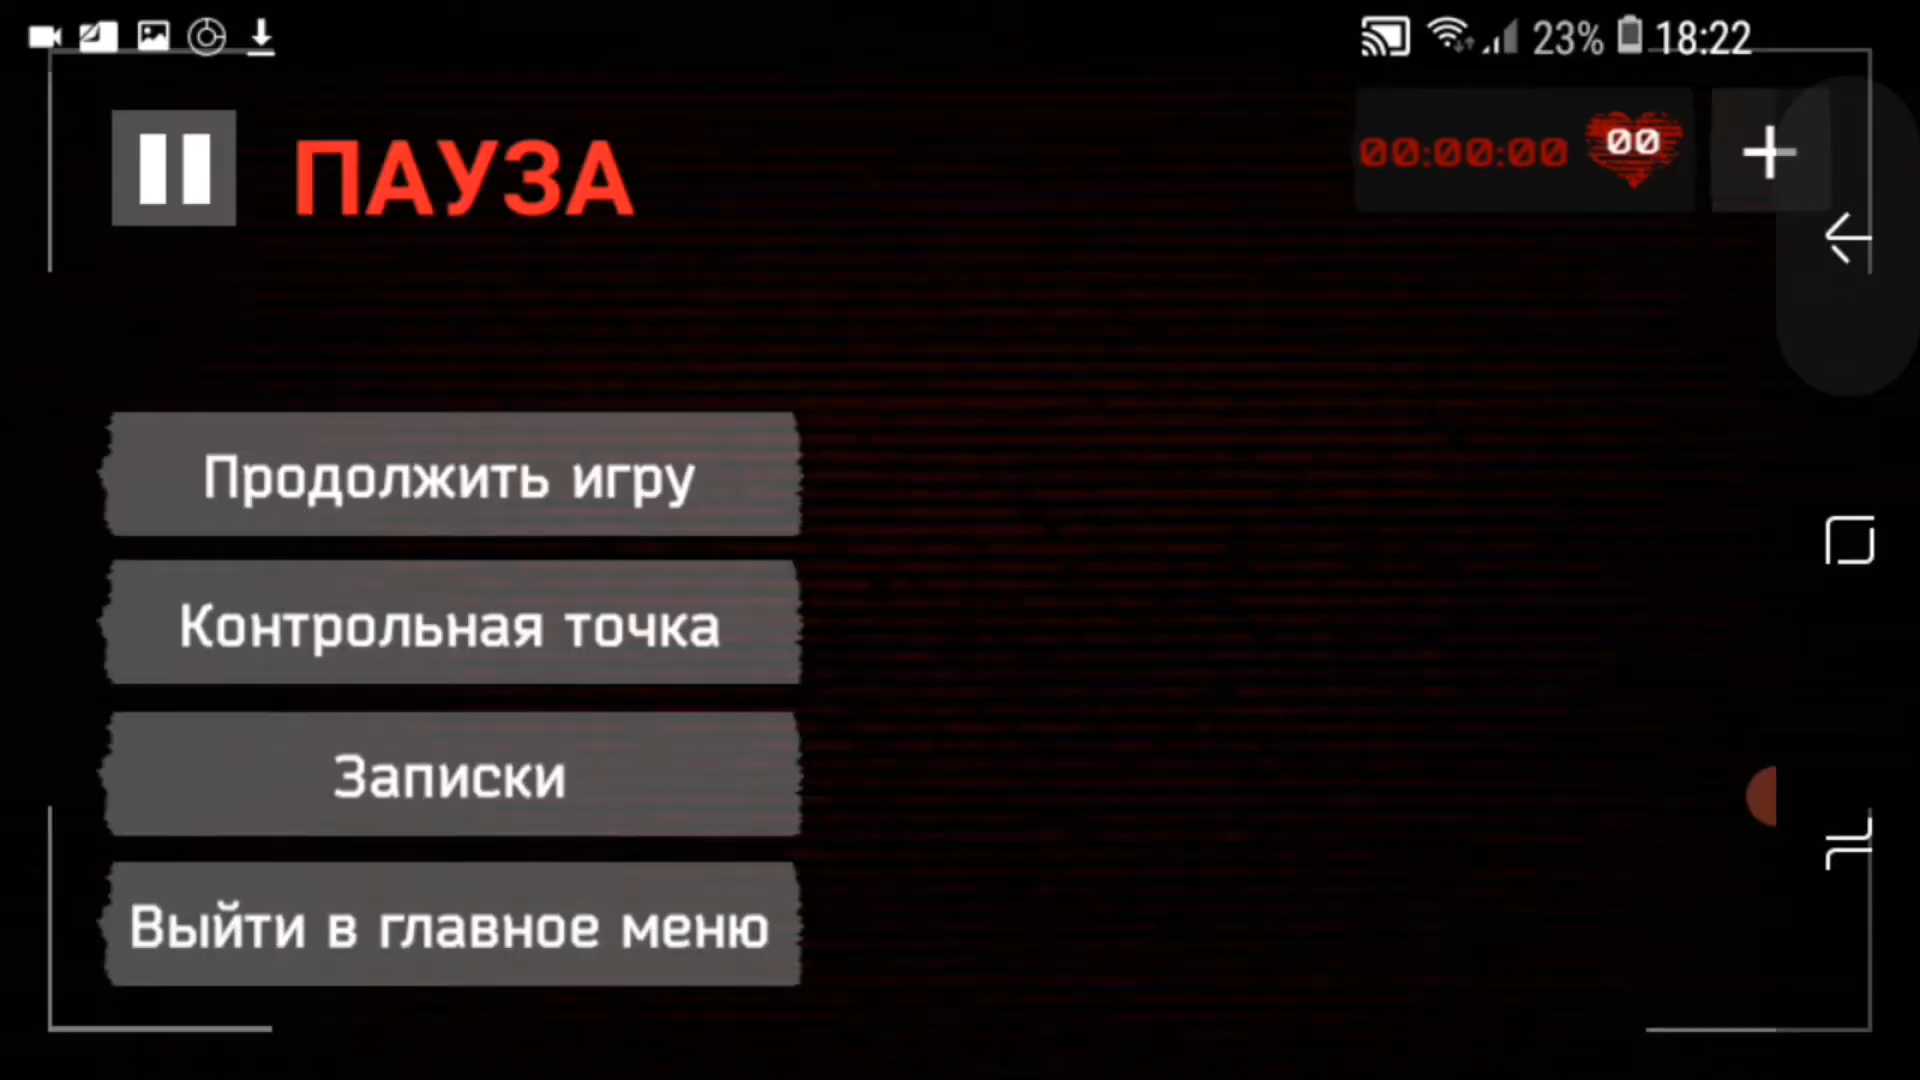 23% 18:22
ПАУЗА
00:00:00 00
Продолжить игру
Контрольная точка
Записки
Выйти в главное меню